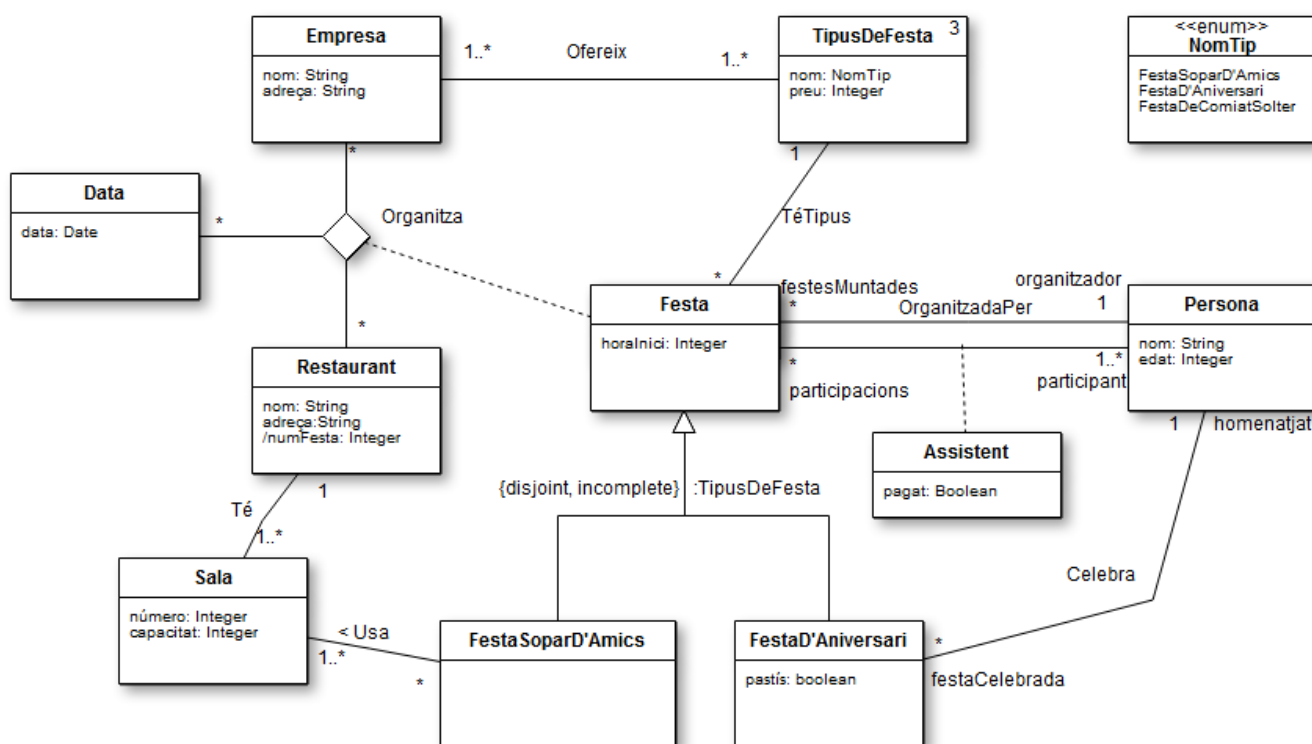 Empresa
nom: String
adreça: String
1..*
Ofereix
1..*
TipusDeFesta
3
nom: NomTip
preu: Integer
<<enum>>
NomTip
FestaSoparD'Amics
FestaD'Aniversari
FestaDeComiatSolter
*
1
Data
data: Date
*
Organitza
TéTipus
*
*
festesMuntades
organitzador
*
OrganitzadaPer
1
Festa
horaInici: Integer
Persona
nom: String
edat: Integer
*
1..*
participacions
participant
Restaurant
nom: String
adreça:String
/numFesta: Integer
1
homenatjat
Assistent
pagat: Boolean
{disjoint, incomplete}
:TipusDeFesta
1
Té
1..*
Sala
número: Integer
capacitat: Integer
Celebra
< Usa
1..*
*
FestaSoparD'Amics
FestaD'Aniversari
pastís: boolean
*
festaCelebrada